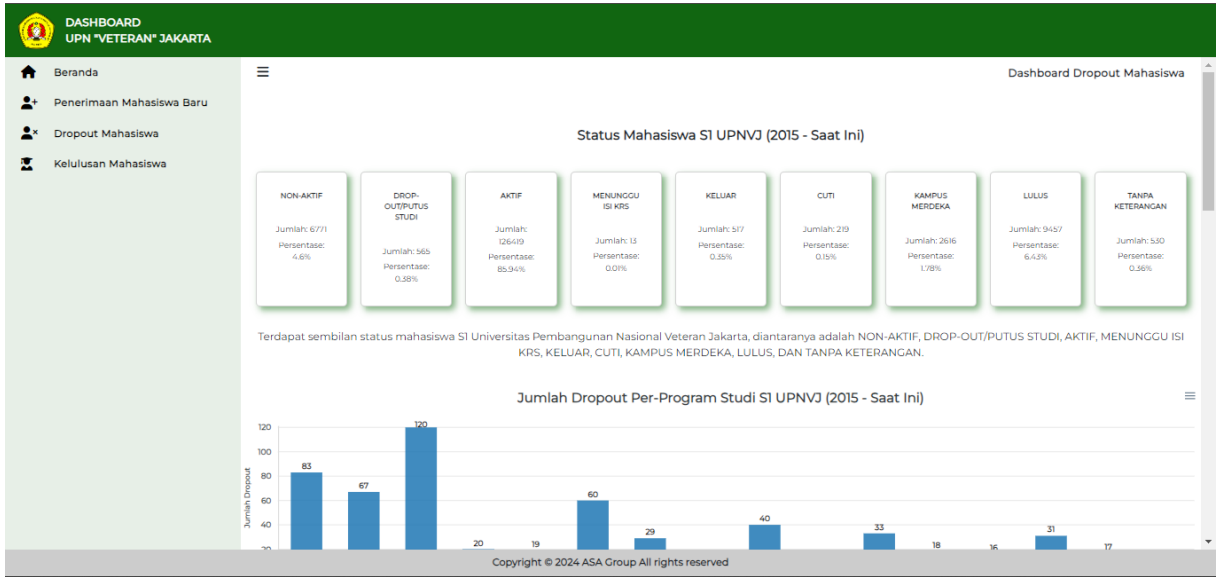 DASHBOARD
UPN "VETERAN" JAKARTA
Beranda
Penerimaan Mahasiswa Baru
Dropout Mahasiswa
Kelulusan Mahasiswa
Dashboard Dropout Mahasiswa
Status Mahasiswa S1 UPNVJ (2015 - Saat Ini)
NON-AKTIF
Jumlah: 6771
Persentase:
4.6%
DROP-
OUT/PUTUS
STUDI
Jumlah: 565
Persentase:
0.38%
AKTIF
Jumlah:
126419
Persentase:
85.94%
MENUNGGU
ISI KRS
Jumlah: 13
Persentase:
0.01%
KELUAR
Jumlah: 517
Persentase:
0.35%
CUTI
Jumlah: 219
Persentase:
0.15%
KAMPUS
MERDEKA
Jumlah: 2616
Persentase:
1.78%
LULUS
Jumlah: 9457
Persentase:
6.43%
TANPA
KETERANGAN
Jumlah: 530
Persentase:
0.36%
Terdapat sembilan status mahasiswa S1 Universitas Pembangunan Nasional Veteran Jakarta, diantaranya adalah NON-AKTIF, DROP-OUT/PUTUS STUDI, AKTIF, MENUNGGU ISI
KRS, KELUAR, CUTI, KAMPUS MERDEKA, LULUS, DAN TANPA KETERANGAN.
Jumlah Dropout Per-Program Studi S1 UPNVJ (2015 - Saat Ini)
Jumlah Dropout
120
100
80
60
40
20
83
67
120
20
19
60
29
40
33
18
16
31
17
Copyright © 2024 ASA Group All rights reserved